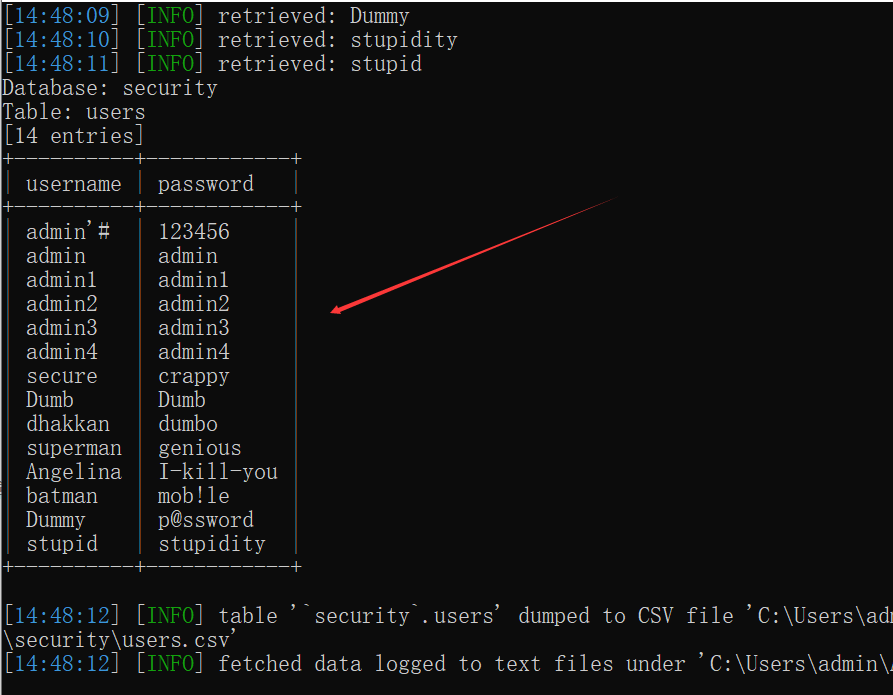 [14:48:09] [INFO] retrieved: Dummy
[14:48:10] [INFO] retrieved: stupidity
[14:48:11] [INFO] retrieved: stupid
Database: security
Table: users
[14 entries]
+----------+------------+
| username | password   |
+----------+------------+
| admin'#  | 123456     |
| admin    | admin      |
| admin1   | admin1     |
| admin2   | admin2     |
| admin3   | admin3     |
| admin4   | admin4     |
| secure   | crappy     |
| Dumb     | Dumb       |
| dhakkan  | dumbo      |
| superman | genious    |
| Angelina | I-kill-you |
| batman   | mob!le     |
| Dummy    | p@ssword   |
| stupid   | stupidity  |
+----------+------------+
[14:48:12] [INFO] table '`security`.users' dumped to CSV file 'C:\Users\adm
\security\users.csv'
[14:48:12] [INFO] fetched data logged to text files under 'C:\Users\admin\